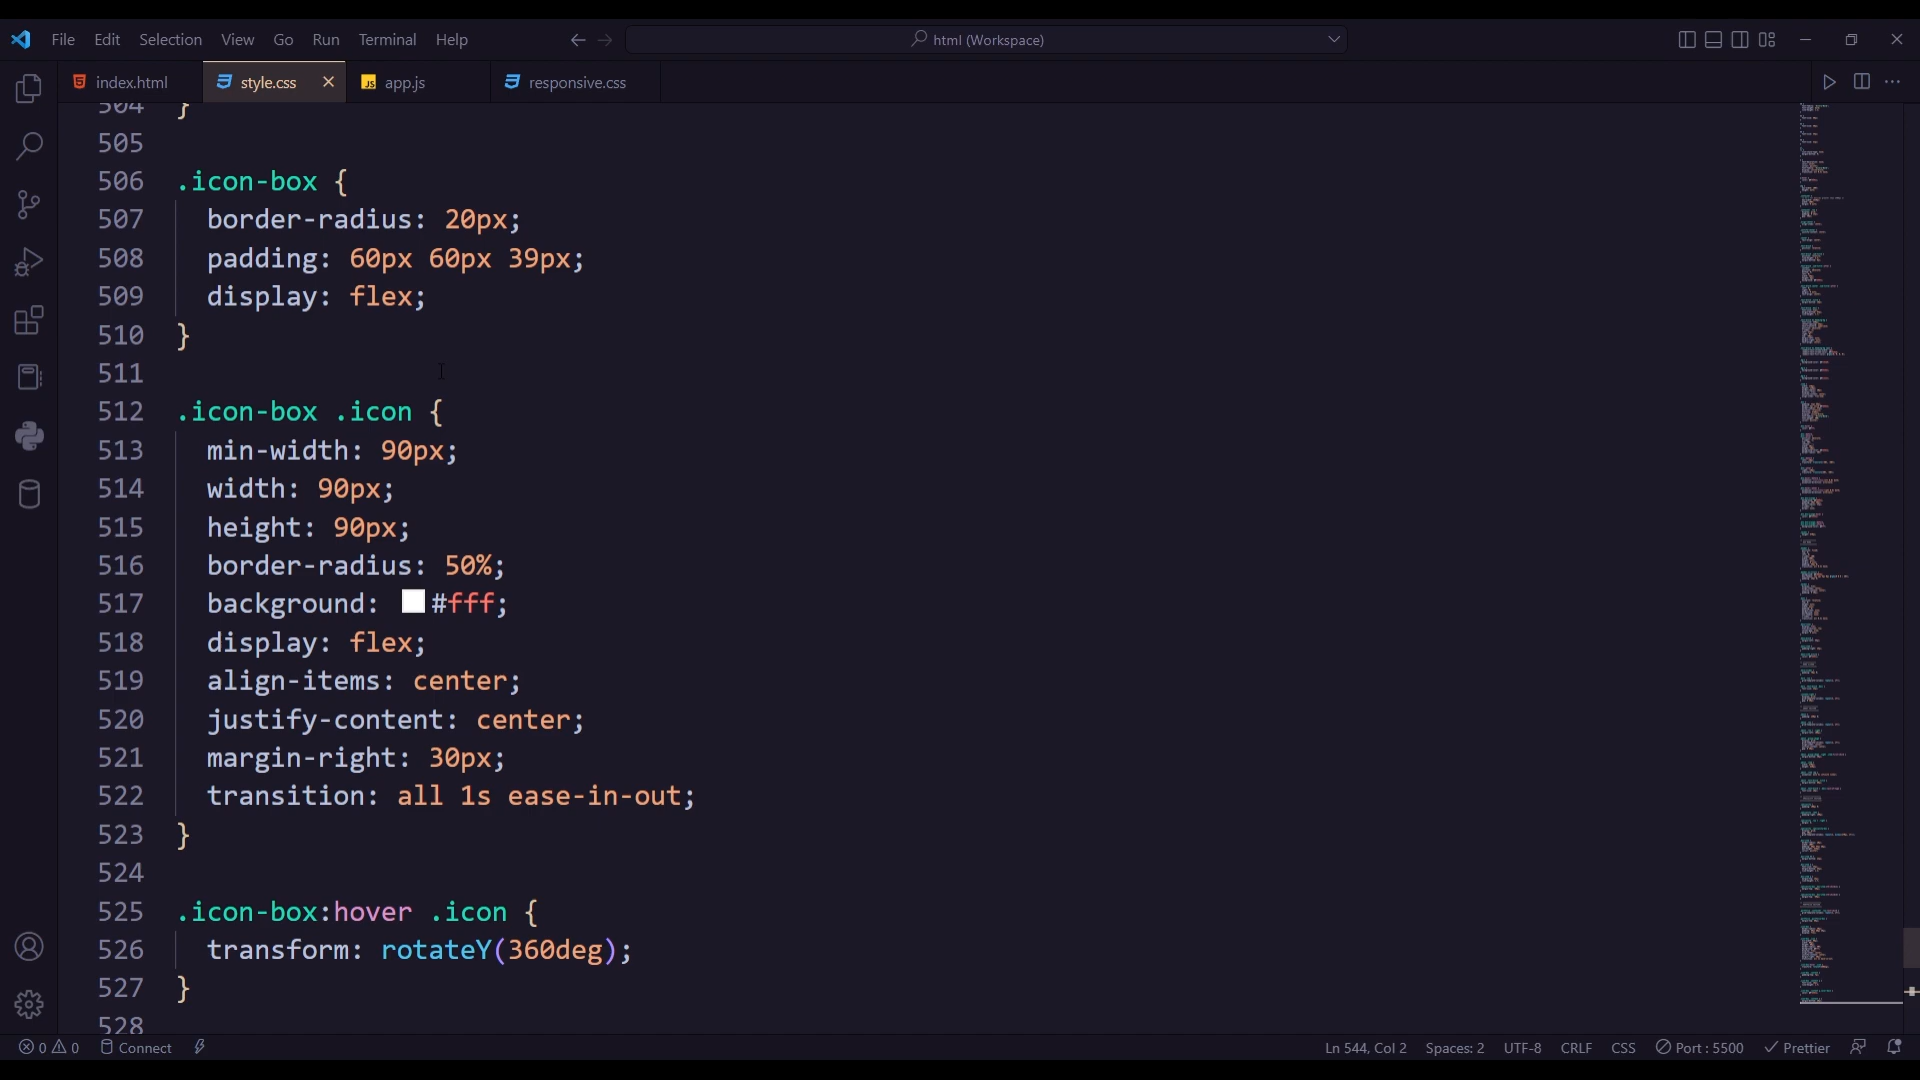 File Edit Selection View Go Run Terminal Help html (Workspace)
index.html style.css app.js responsive.css
504 }
505
506 .icon-box {
507 border-radius: 20px;
508 padding: 60px 60px 39px;
509 display: flex;
510 }
511
512 .icon-box .icon {
513 min-width: 90px;
514 width: 90px;
515 height: 90px;
516 border-radius: 50%;
517 background: #fff;
518 display: flex;
519 align-items: center;
520 justify-content: center;
521 margin-right: 30px;
522 transition: all 1s ease-in-out;
523 }
524
525 .icon-box:hover .icon {
526 transform: rotateY(360deg);
527 }
528
0 0 Connect Ln 544, Col 2 Spaces: 2 UTF-8 CRLF CSS Port : 5500 Prettier